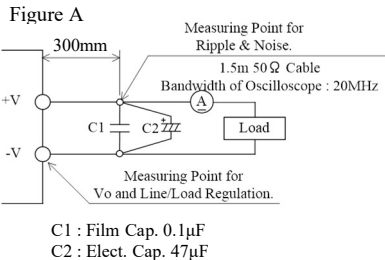 Figure A
300mm
Measuring Point for
Ripple & Noise.
1.5m 50Ω Cable
Bandwidth of Oscilloscope : 20MHz
+V
A
C1
C2
+
Load
-V
Measuring Point for
Vo and Line/Load Regulation.
C1 : Film Cap. 0.1μF
C2 : Elect. Cap. 47μF